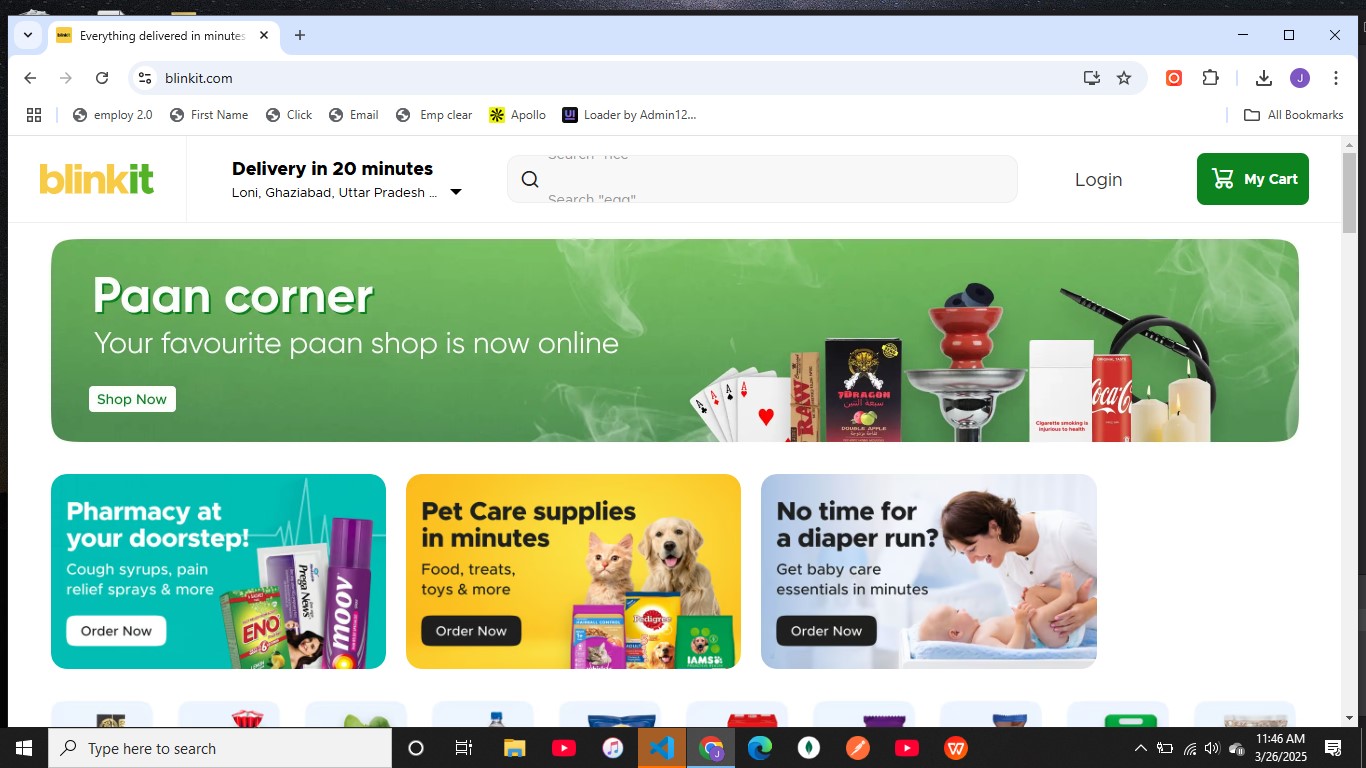 Everything delivered in minutes
blinkit.com
employ 2.0
First Name
Click
Email
Emp clear
Apollo
Loader by Admin12...
All Bookmarks
blinkit
Delivery in 20 minutes
Loni, Ghaziabad, Uttar Pradesh ...
Search "egg"
Login
My Cart
Paan corner
Your favourite paan shop is now online
Shop Now
RAW
7DRAGON
DOUBLE APPLE
Cigarette smoking is
injurious to health
ORIGINAL TASTE
Coca-C
Pharmacy at
your doorstep!
Cough syrups, pain
relief sprays & more
Order Now
ENO
Prega News
moov
Pet Care supplies
in minutes
Food, treats,
toys & more
Order Now
HAIRBALL CONTROL
Pedigree
IAMS
No time for
a diaper run?
Get baby care
essentials in minutes
Order Now
Type here to search
11:46 AM
3/26/2025